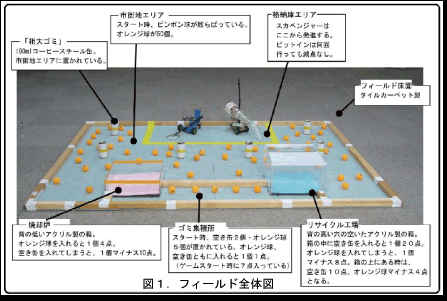 市街地エリア
スタート時、ピンポン球が散らばっている。
オレンジ球が50個。
格納庫エリア
スカベンジャーは
ここから発進する。
ピットインは何回
行っても減点なし。
「粗大ゴミ」
190mlコーヒースチール缶。
市街地エリアに置かれている。
フィールド床面
タイルカーペット製
焼却炉
背の低いアクリル製の箱。
オレンジ球を入れると1個4点。
空き缶を入れてしまうと、1個マイナス10点。
ゴミ集積所
スタート時、空き缶2個・オレンジ球
5個が置かれている。オレンジ球、
空き缶ともに入れると1個1点。
(ゲームスタート時に7点入っている)
リサイクル工場
背の高い穴の空いたアクリル製の箱。
箱の中に空き缶を入れると1個20点。
オレンジ球を入れてしまうと、1個
マイナス8点。箱の上にある時は、
空き缶10点、オレンジ球マイナス4点
となる。
図1. フィールド全体図